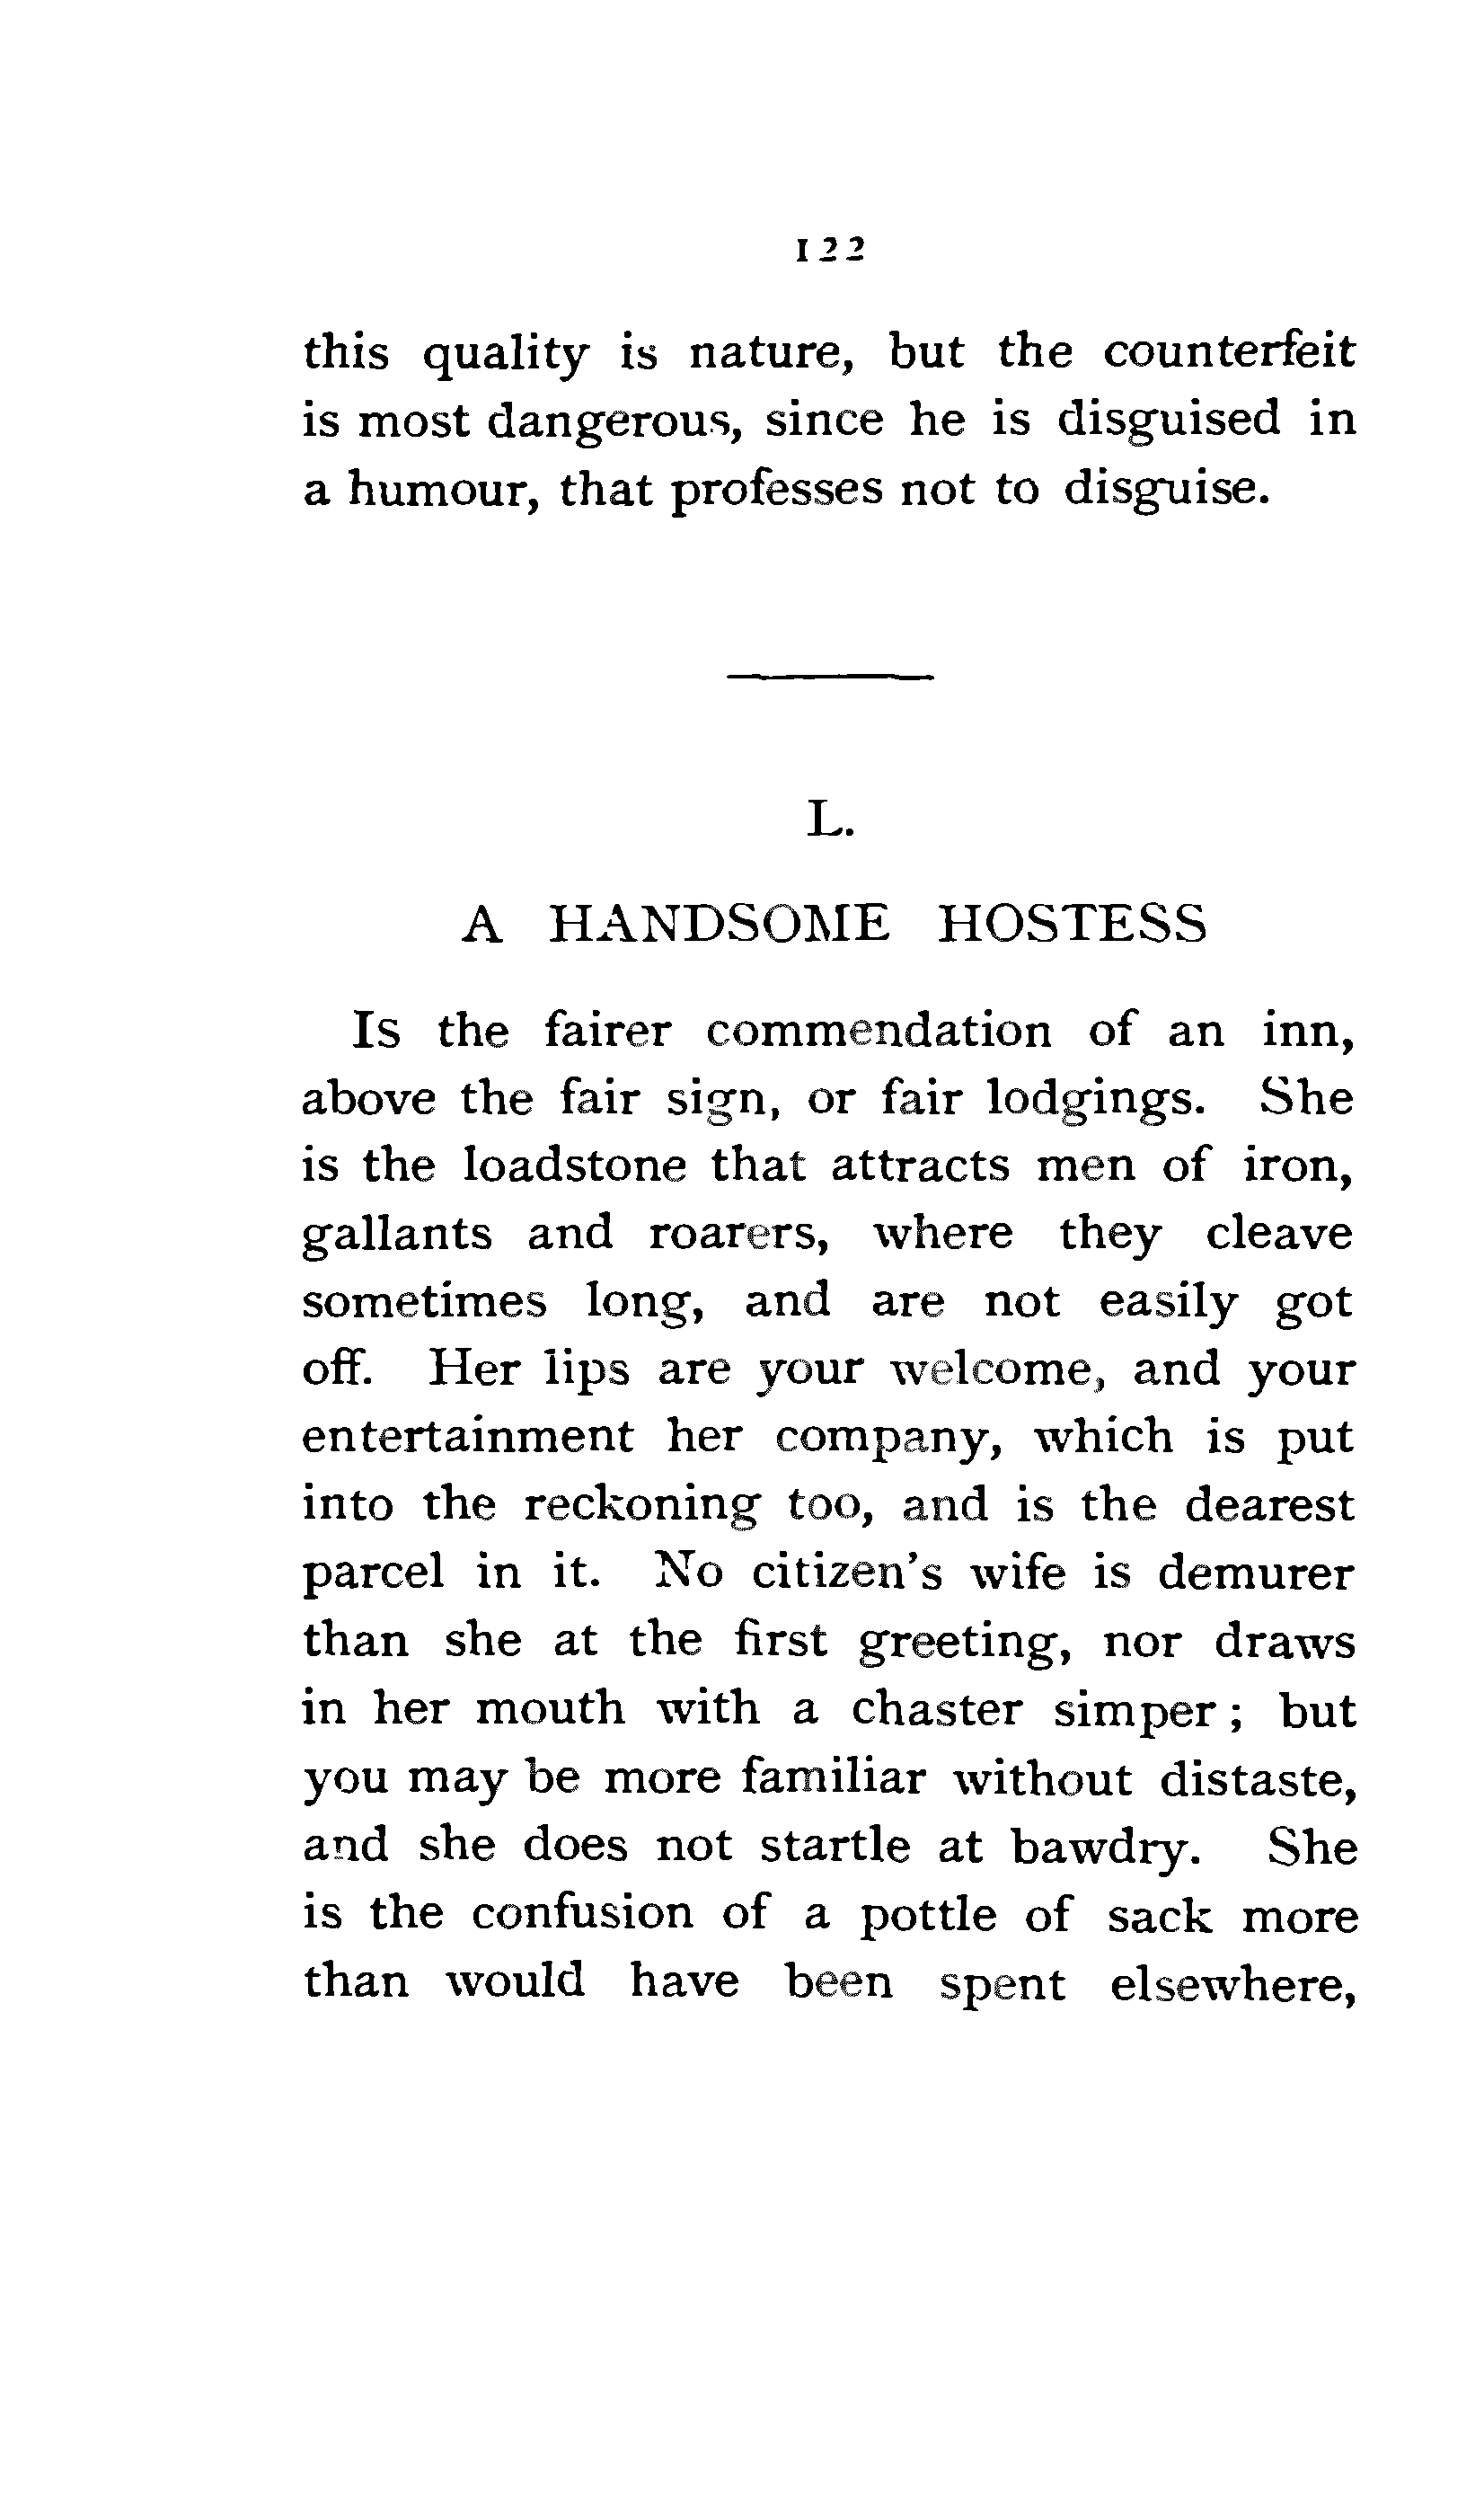 122
this quality is nature, but the counterfeit
is most dangerous, since he is disguised in
a humour, that professes not to disguise.
L.
A HANDSOME HOSTESS
Is the fairer commendation of an inn,
above the fair sign, or fair lodgings. She
is the loadstone that attracts men of iron,
gallants and roarers, where they cleave
sometimes long, and are not easily got
off. Her lips are your welcome, and your
entertainment her company, which is put
into the reckoning too, and is the dearest
parcel in it. No citizen's wife is demurer
than she at the first greeting, nor draws
in her mouth with a chaster simper; but
you may be more familiar without distaste,
and she does not startle at bawdry. She
is the confusion of a pottle of sack more
than would have been spent elsewhere,